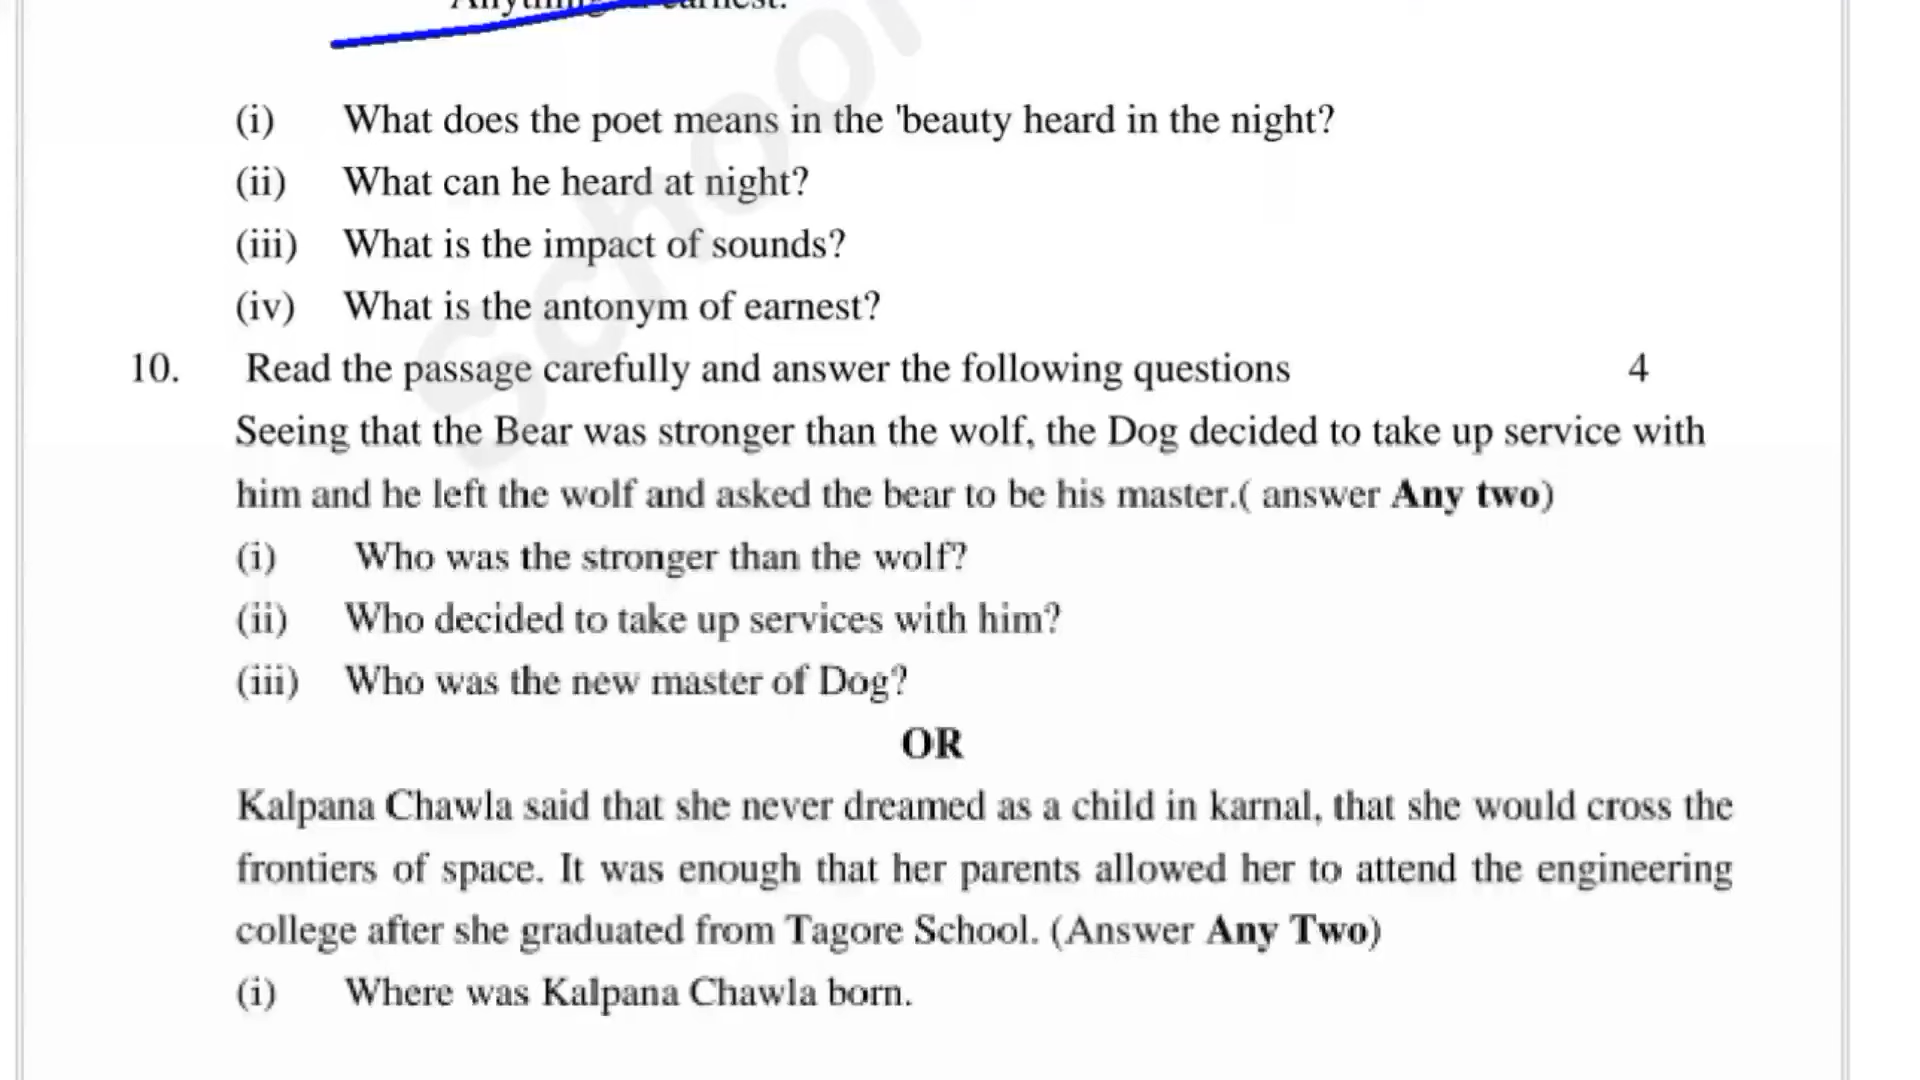 earnest.
(i) What does the poet means in the 'beauty heard in the night?
(ii) What can he heard at night?
(iii) What is the impact of sounds?
(iv) What is the antonym of earnest?
10. Read the passage carefully and answer the following questions 4
Seeing that the Bear was stronger than the wolf, the Dog decided to take up service with
him and he left the wolf and asked the bear to be his master.( answer Any two)
(i) Who was the stronger than the wolf?
(ii) Who decided to take up services with him?
(iii) Who was the new master of Dog?
OR
Kalpana Chawla said that she never dreamed as a child in karnal, that she would cross the
frontiers of space. It was enough that her parents allowed her to attend the engineering
college after she graduated from Tagore School. (Answer Any Two)
(i) Where was Kalpana Chawla born.
School